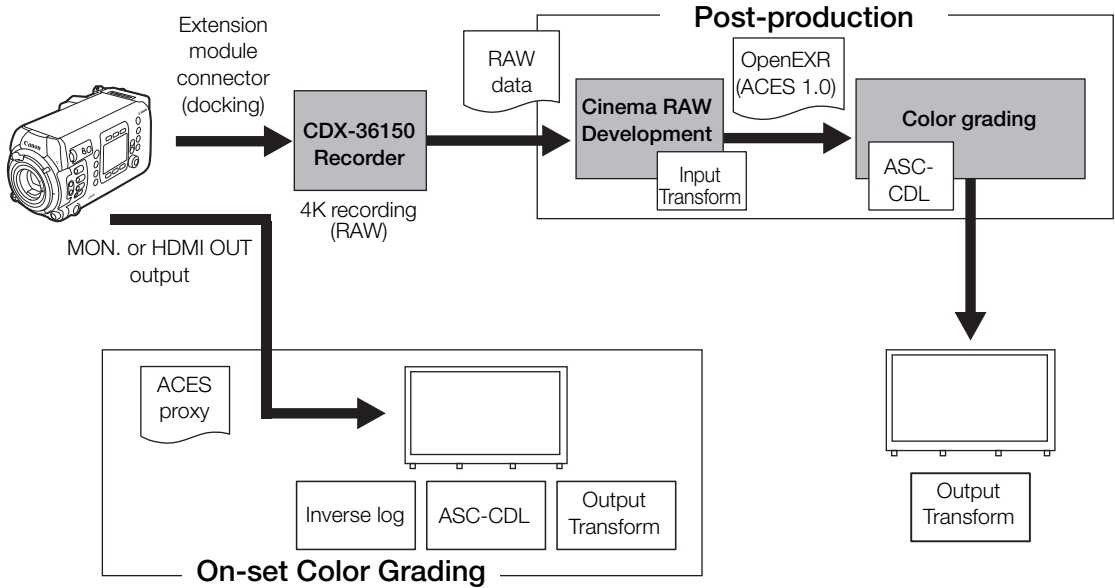 Post-production
Extension
module
connector
(docking)
RAW
data
OpenEXR
(ACES 1.0)
Canon
CDX-36150
Recorder
Cinema RAW
Development
Color grading
Input
Transform
ASC-
CDL
4K recording
(RAW)
MON. or HDMI OUT
output
ACES
proxy
Inverse log
ASC-CDL
Output
Transform
Output
Transform
On-set Color Grading